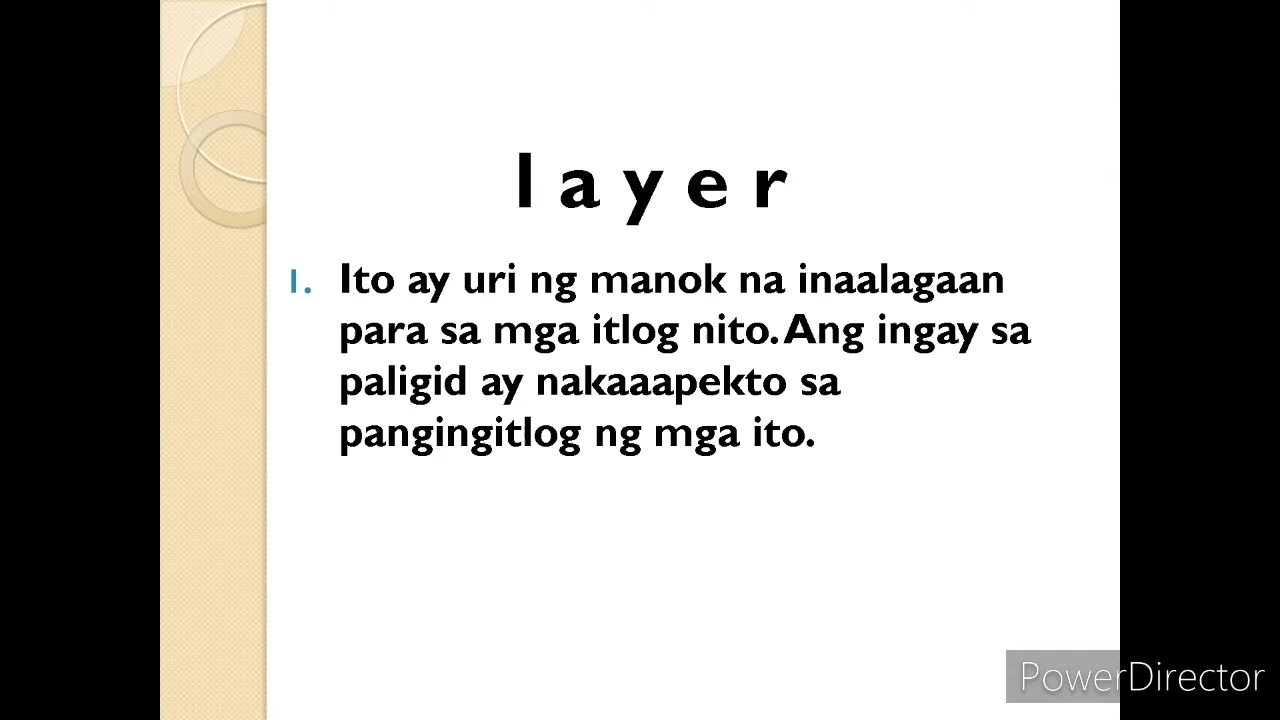 l a y e r
1. Ito ay uri ng manok na inaalagaan
para sa mga itlog nito. Ang ingay sa
paligid ay nakaaapekto sa
pangingitlog ng mga ito.
PowerDirector